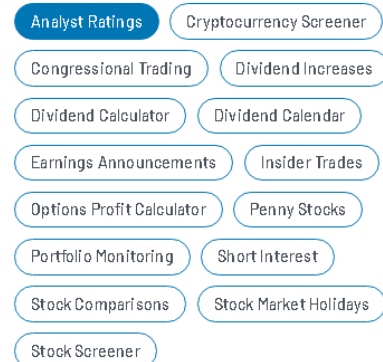 Analyst Ratings Cryptocurrency Screener
Congressional Trading Dividend Increases
Dividend Calculator Dividend Calendar
Earnings Announcements Insider Trades
Options Profit Calculator Penny Stocks
Portfolio Monitoring Short Interest
Stock Comparisons Stock Market Holidays
Stock Screener